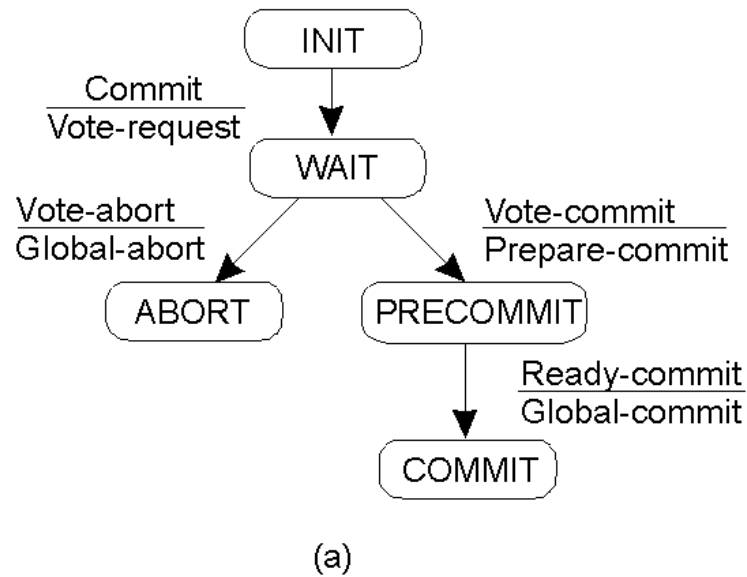 INIT
Commit
Vote-request
WAIT
Vote-abort
Global-abort
Vote-commit
Prepare-commit
ABORT
PRECOMMIT
Ready-commit
Global-commit
COMMIT
(a)